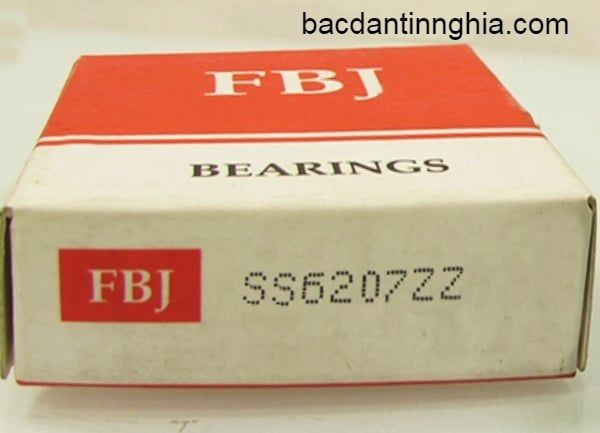 bacdantinnghia.com
FBJ
BEARINGS
FBJ
SS6207ZZ